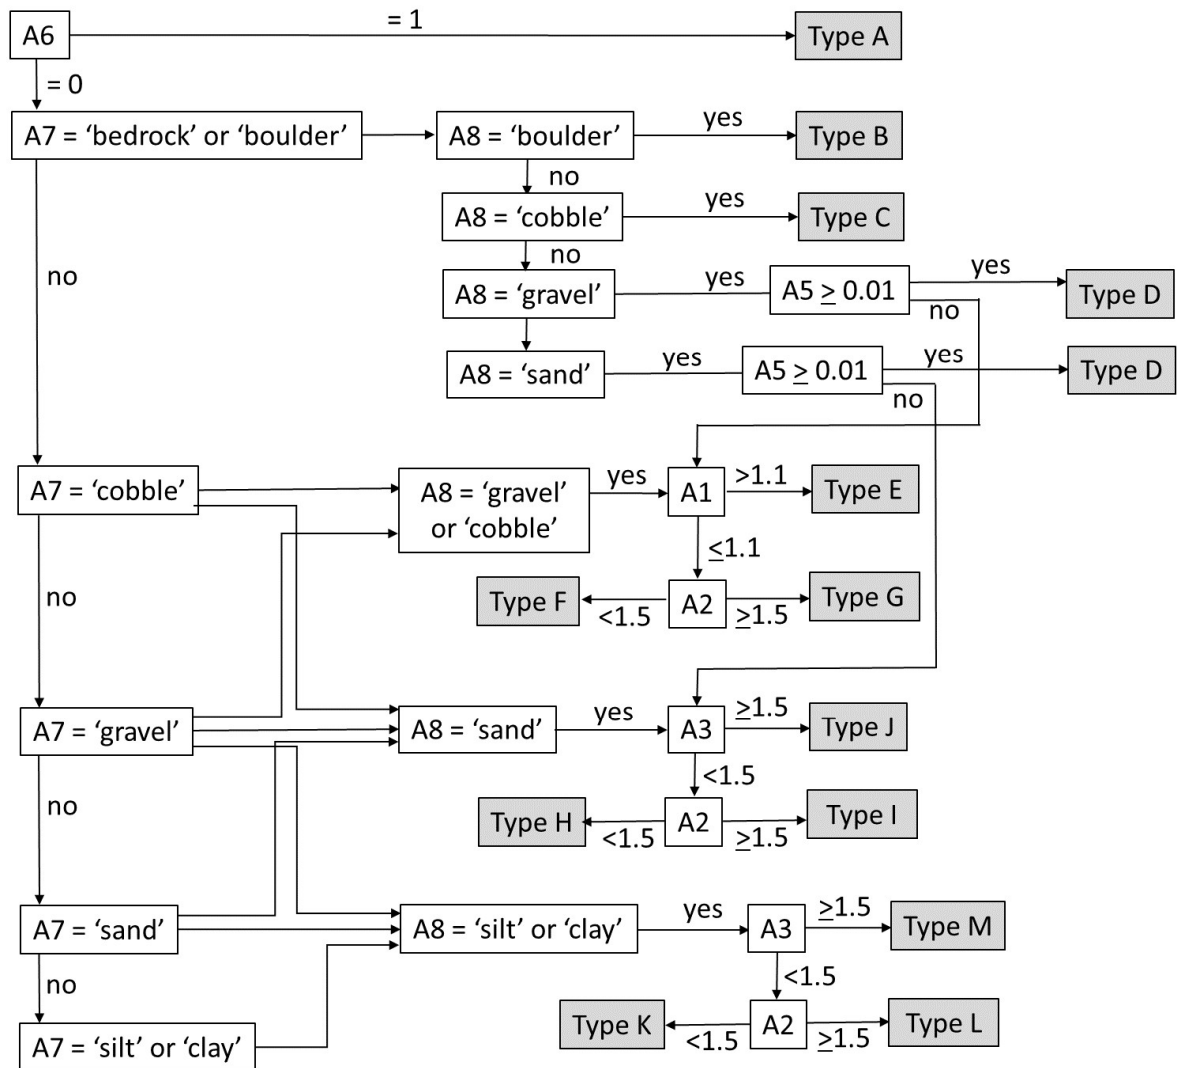 = 1
A6
Type A
= 0
A7 = ‘bedrock’ or ‘boulder’
A8 = ‘boulder’
yes
Type B
no
A8 = ‘cobble’
yes
Type C
no
no
A8 = ‘gravel’
yes
A5 ≥ 0.01
yes
no
Type D
A8 = ‘sand’
yes
A5 ≥ 0.01
yes
no
Type D
A7 = ‘cobble’
A8 = ‘gravel’
or ‘cobble’
yes
A1
>1.1
Type E
≤1.1
no
Type F
<1.5
A2
≥1.5
Type G
A7 = ‘gravel’
A8 = ‘sand’
yes
A3
≥1.5
Type J
<1.5
no
Type H
<1.5
A2
≥1.5
Type I
A7 = ‘sand’
A8 = ‘silt’ or ‘clay’
yes
A3
≥1.5
Type M
<1.5
no
Type K
<1.5
A2
≥1.5
Type L
A7 = ‘silt’ or ‘clay’